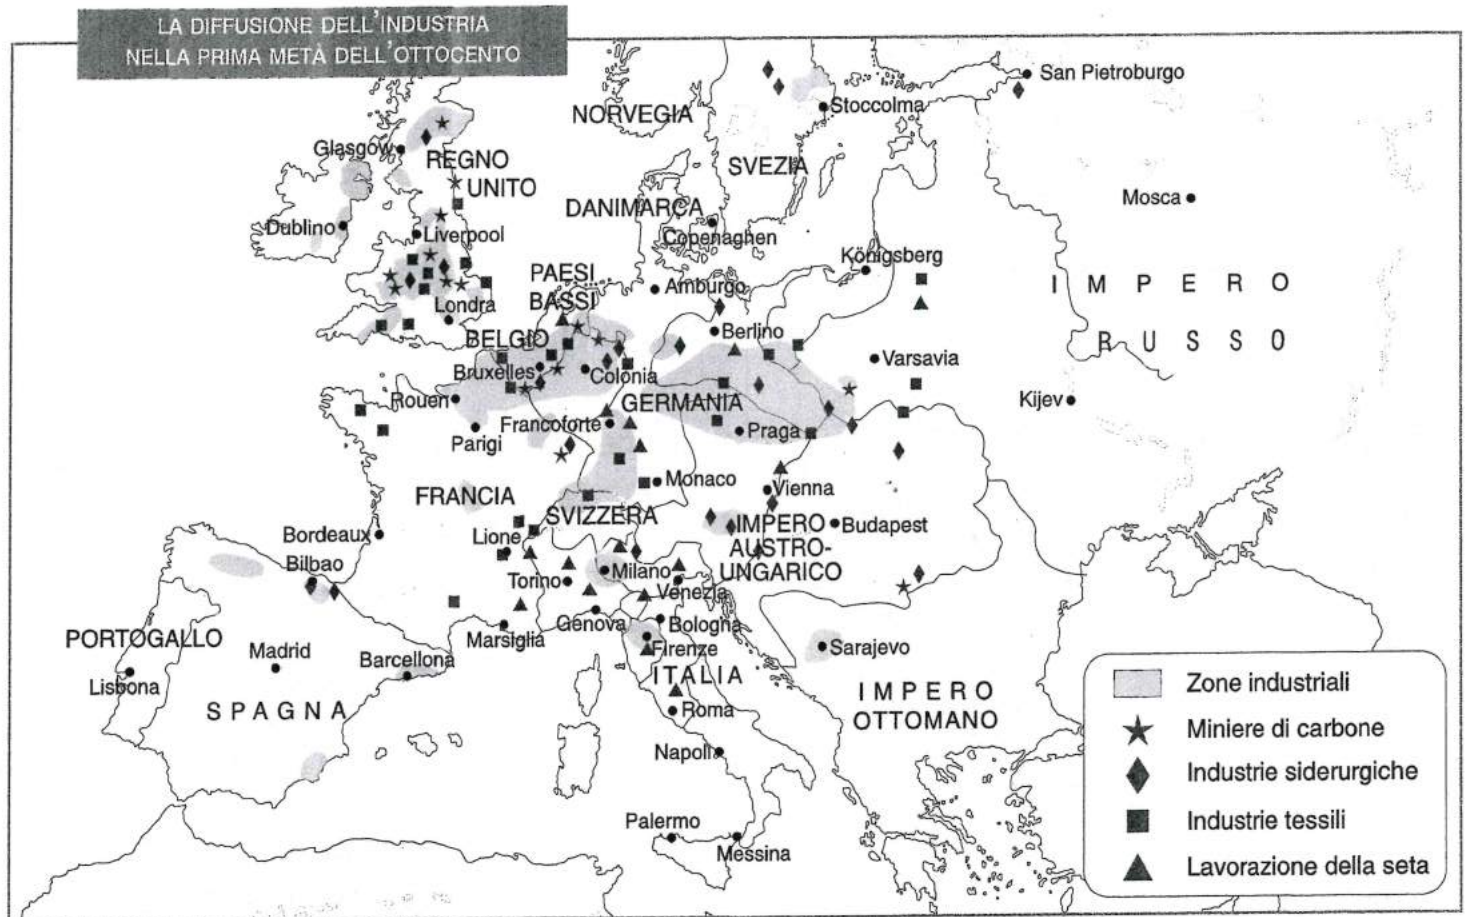 LA DIFFUSIONE DELL'INDUSTRIA
NELLA PRIMA METÀ DELL'OTTOCENTO
San Pietroburgo
NORVEGIA
Stoccolma
Glasgow
REGNO
UNITO
SVEZIA
Mosca
DANIMARCA
Dublino
Liverpool
Copenaghen
Königsberg
PAESI
BASSI
Amburgo
IMPERO
RUSSO
Londra
Berlino
BELGIO
Varsavia
Bruxelles
Colonia
Rouen
GERMANIA
Kijev
Parigi
Francoforte
Praga
Monaco
Vienna
FRANCIA
SVIZZERA
IMPERO
AUSTRO-
UNGARICO
Budapest
Bordeaux
Lione
Bilbao
Torino
Milano
Venezia
Genova
Bologna
PORTOGALLO
Marsiglia
Firenze
Sarajevo
Madrid
Barcellona
Lisbona
ITALIA
SPAGNA
IMPERO
OTTOMANO
Roma
Napoli
Palermo
Messina
Zone industriali
Miniere di carbone
Industrie siderurgiche
Industrie tessili
Lavorazione della seta